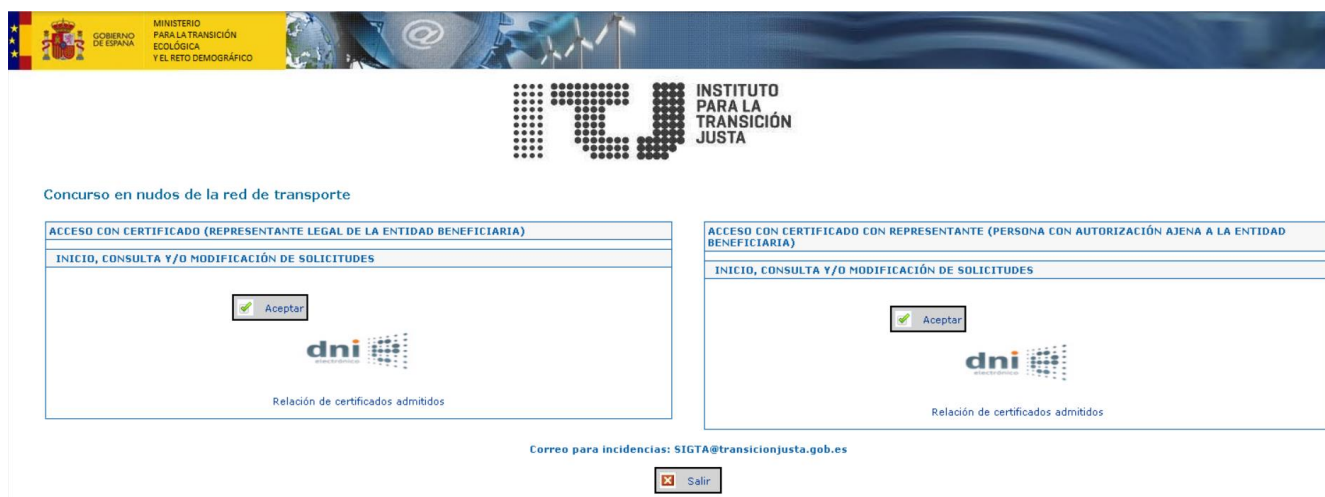 GOBIERNO
DE ESPAÑA
MINISTERIO
PARA LA TRANSICIÓN
ECOLÓGICA
Y EL RETO DEMOGRÁFICO
@
ITJ
INSTITUTO
PARA LA
TRANSICIÓN
JUSTA
Concurso en nudos de la red de transporte
ACCESO CON CERTIFICADO (REPRESENTANTE LEGAL DE LA ENTIDAD BENEFICIARIA)
INICIO, CONSULTA Y/O MODIFICACIÓN DE SOLICITUDES
Aceptar
dni
electrónico
Relación de certificados admitidos
ACCESO CON CERTIFICADO CON REPRESENTANTE (PERSONA CON AUTORIZACIÓN AJENA A LA ENTIDAD
BENEFICIARIA)
INICIO, CONSULTA Y/O MODIFICACIÓN DE SOLICITUDES
Aceptar
dni
electrónico
Relación de certificados admitidos
Correo para incidencias: SIGTA@transicionjusta.gob.es
Salir